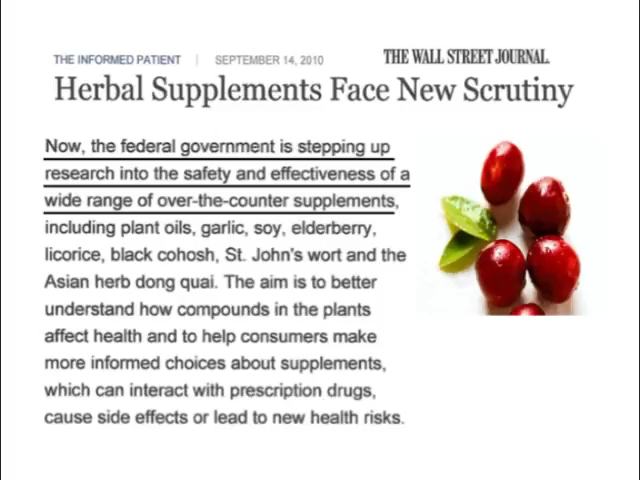 THE INFORMED PATIENT | SEPTEMBER 14, 2010 THE WALL STREET JOURNAL.
Herbal Supplements Face New Scrutiny
Now, the federal government is stepping up
research into the safety and effectiveness of a
wide range of over-the-counter supplements,
including plant oils, garlic, soy, elderberry,
licorice, black cohosh, St. John's wort and the
Asian herb dong quai. The aim is to better
understand how compounds in the plants
affect health and to help consumers make
more informed choices about supplements,
which can interact with prescription drugs,
cause side effects or lead to new health risks.